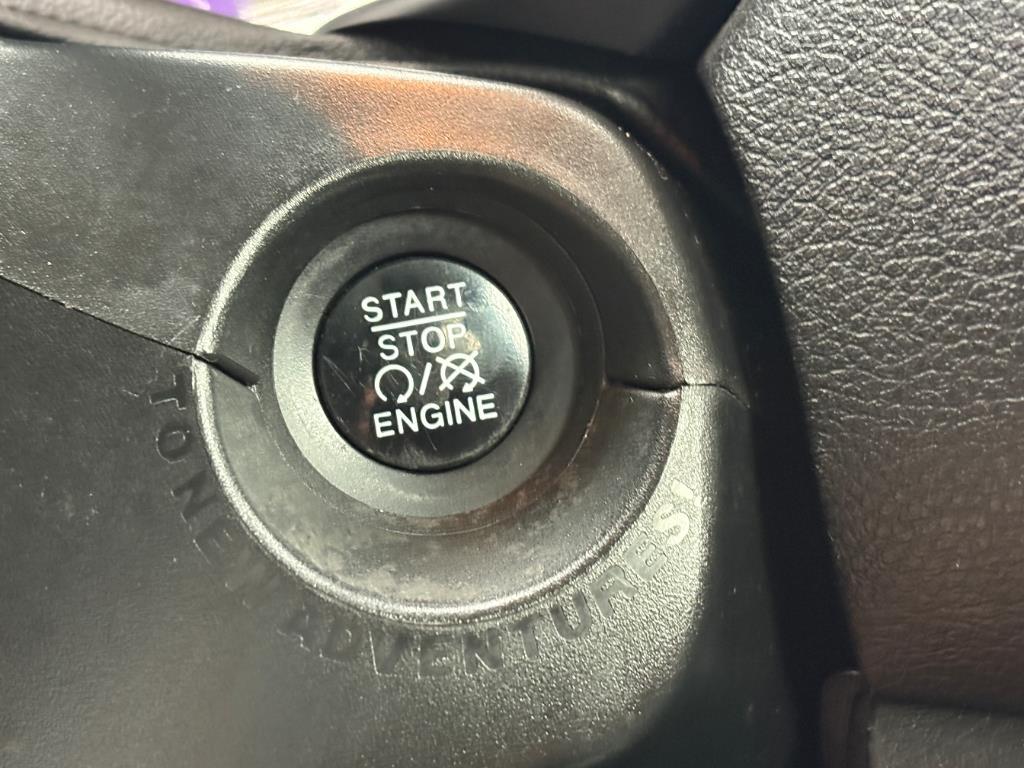 START
STOP
/
ENGINE
TO NEW ADVENTURES!